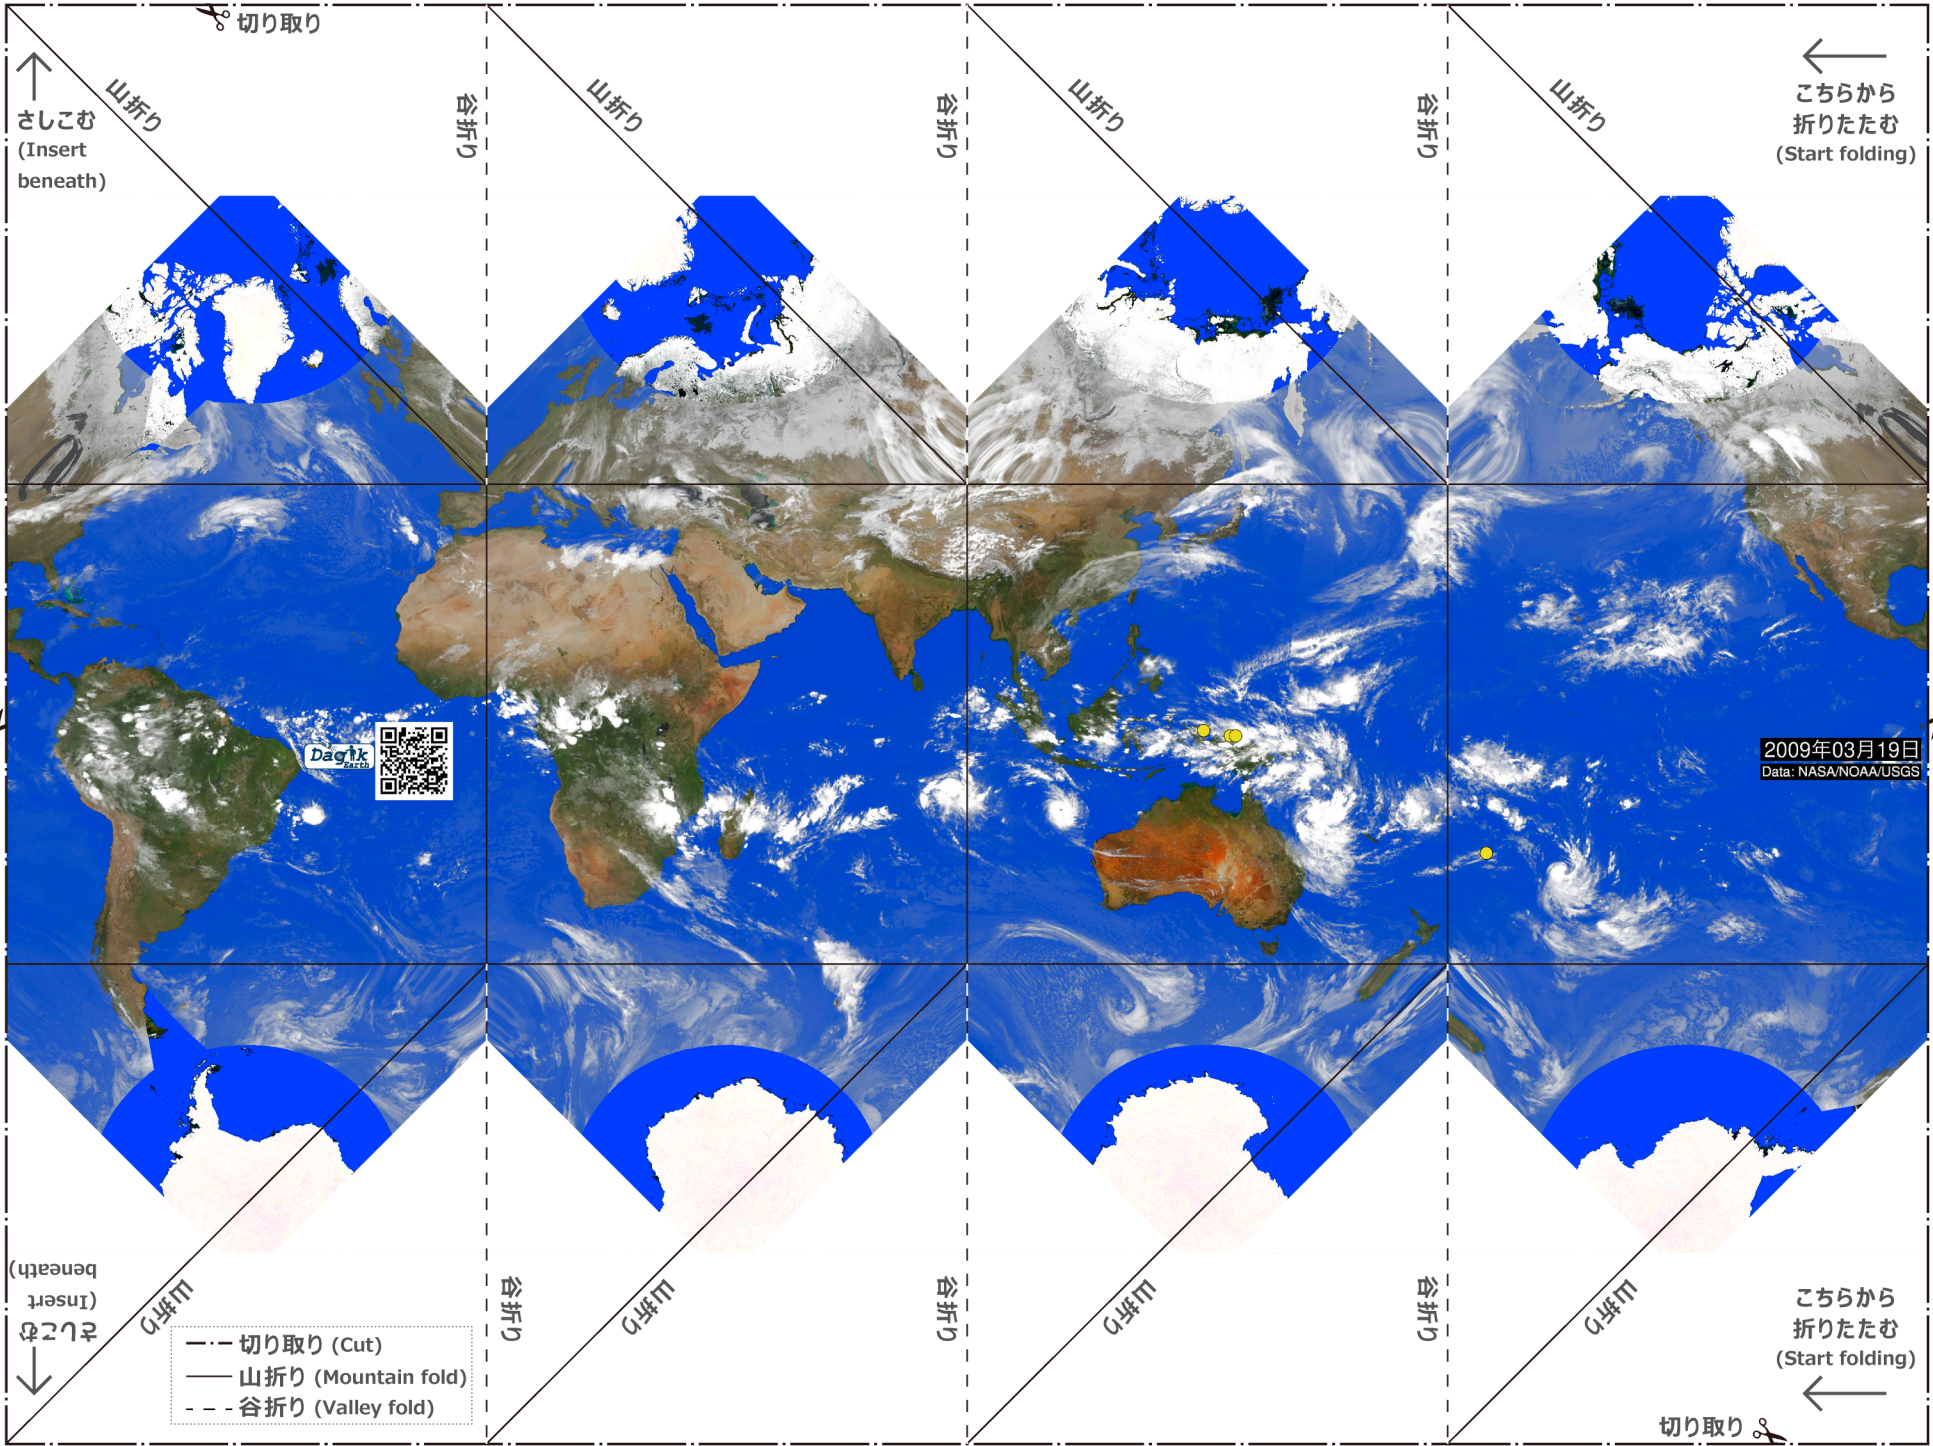 切り取り
さしこむ
(Insert
beneath)
山折り
谷折り
山折り
谷折り
山折り
谷折り
山折り
こちらから
折りたたむ
(Start folding)
Dagik
Earth
2009年03月19日
Data: NASA/NOAA/USGS
さしこむ
(Insert
beneath)
山折り
谷折り
山折り
谷折り
山折り
谷折り
山折り
こちらから
折りたたむ
(Start folding)
切り取り (Cut)
山折り (Mountain fold)
谷折り (Valley fold)
切り取り